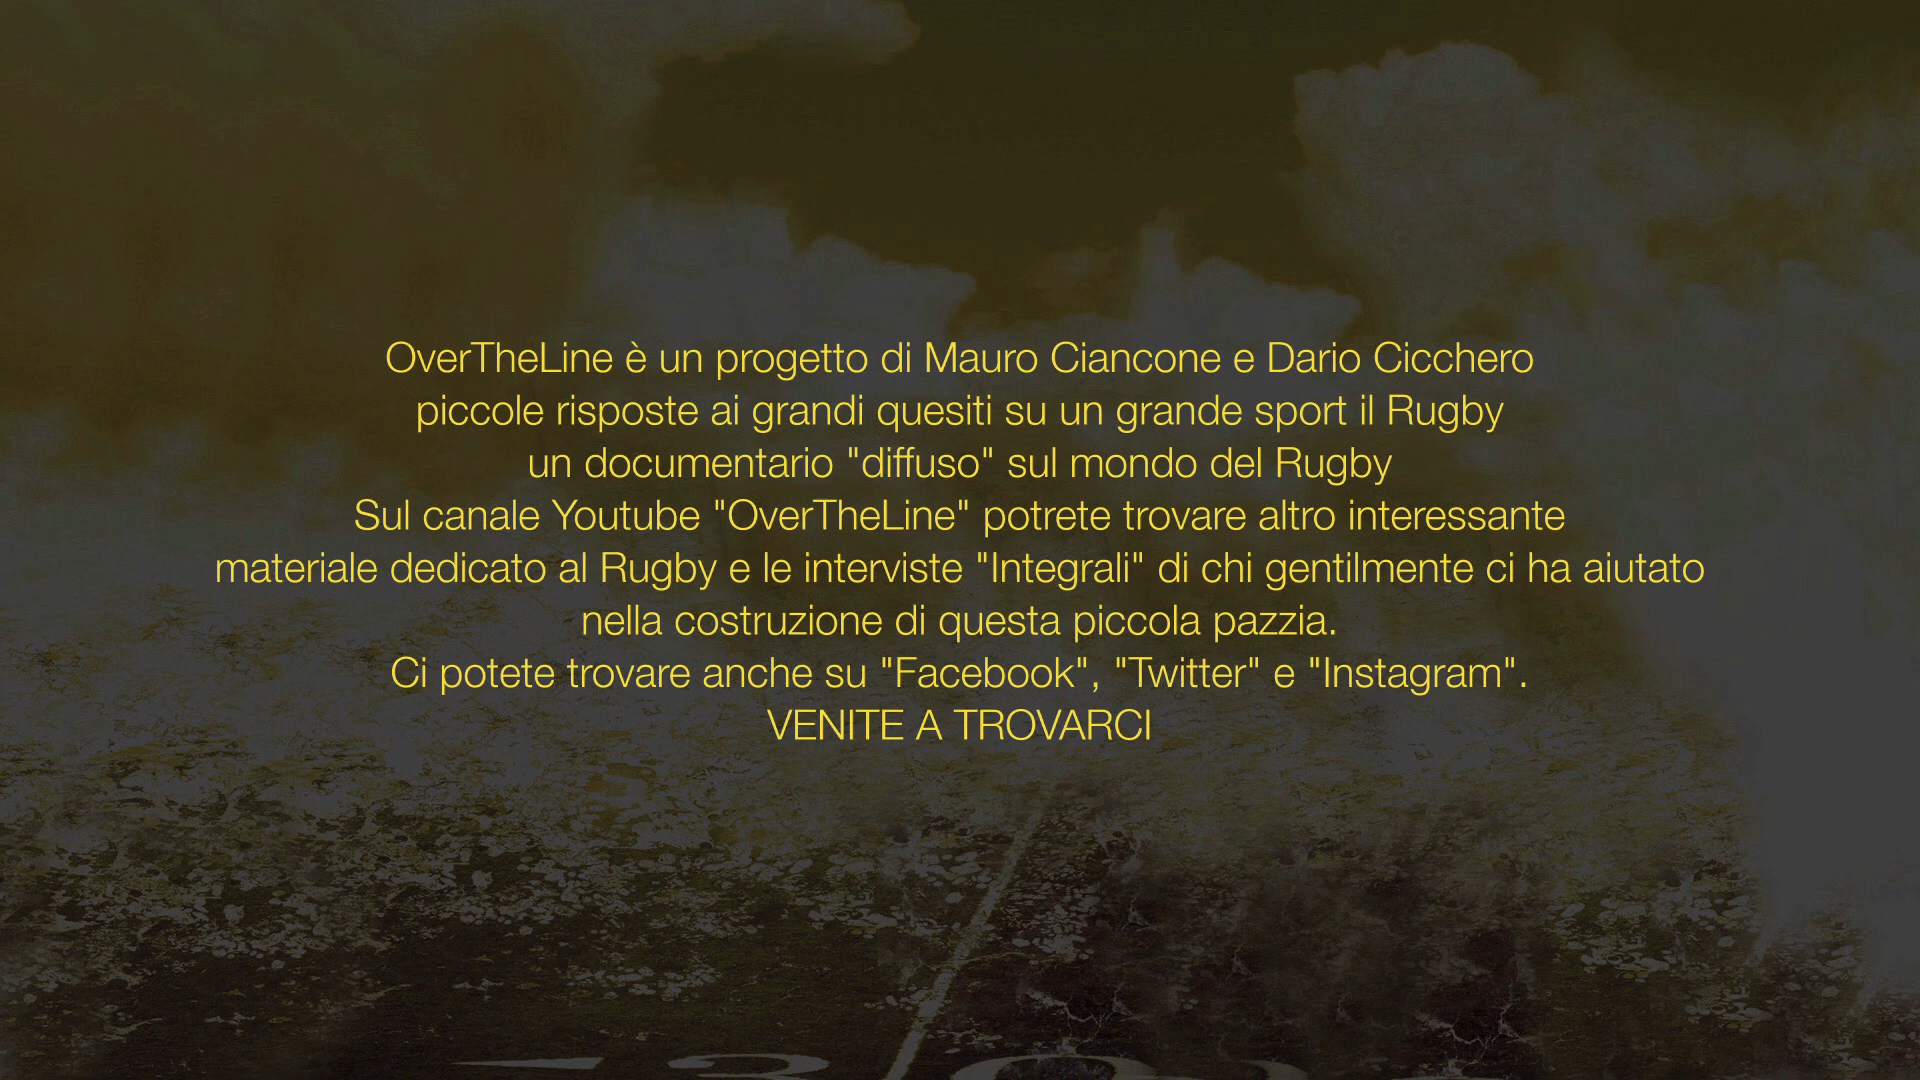 OverTheLine è un progetto di Mauro Ciancone e Dario Cicchero
piccole risposte ai grandi quesiti su un grande sport il Rugby
un documentario "diffuso" sul mondo del Rugby
Sul canale Youtube "OverTheLine" potrete trovare altro interessante
materiale dedicato al Rugby e le interviste "Integrali" di chi gentilmente ci ha aiutato
nella costruzione di questa piccola pazzia.
Ci potete trovare anche su "Facebook", "Twitter" e "Instagram".
VENITE A TROVARCI